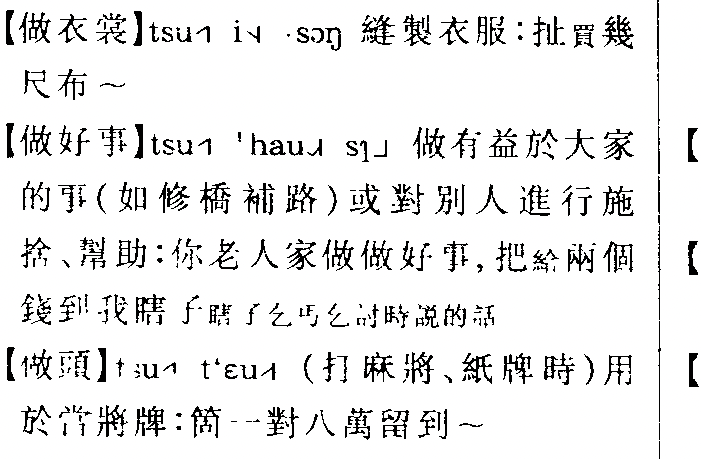 【做衣裳】tsu˧˥ i˧ ·sɔŋ 縫製衣服：扯買幾
尺布～
【做好事】tsu 'hau sɿ˩ 做有益於大家
的事（如修橋補路）或對別人進行施
捨、幫助：你老人家做做好事，把給兩個
錢到我瞎子瞎子乞丐乞討時説的話
【做頭】tsu t‘ɛu （打麻將、紙牌時）用
於當將牌：箇一對八萬留到～
【
【
【